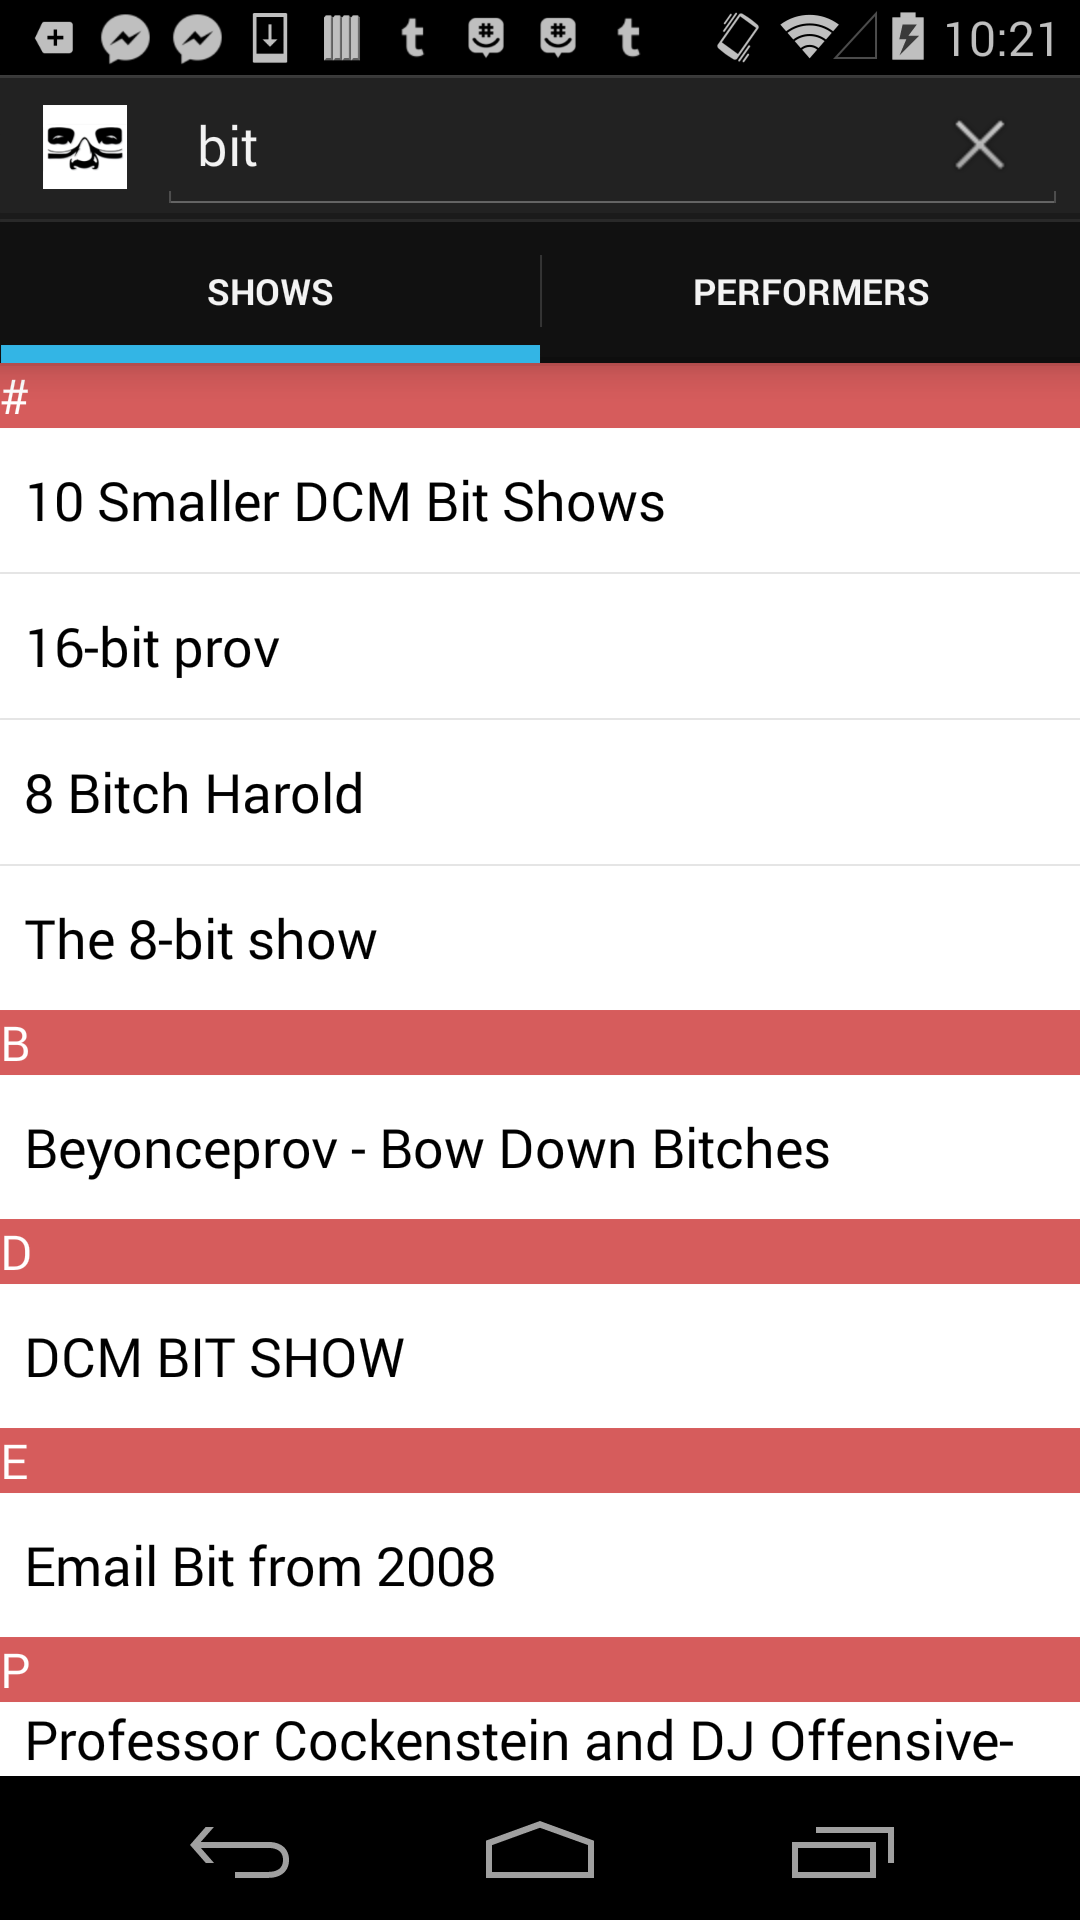 10:21
bit
SHOWS
PERFORMERS
#
10 Smaller DCM Bit Shows
16-bit prov
8 Bitch Harold
The 8-bit show
B
Beyonceprov - Bow Down Bitches
D
DCM BIT SHOW
E
Email Bit from 2008
P
Professor Cockenstein and DJ Offensive-